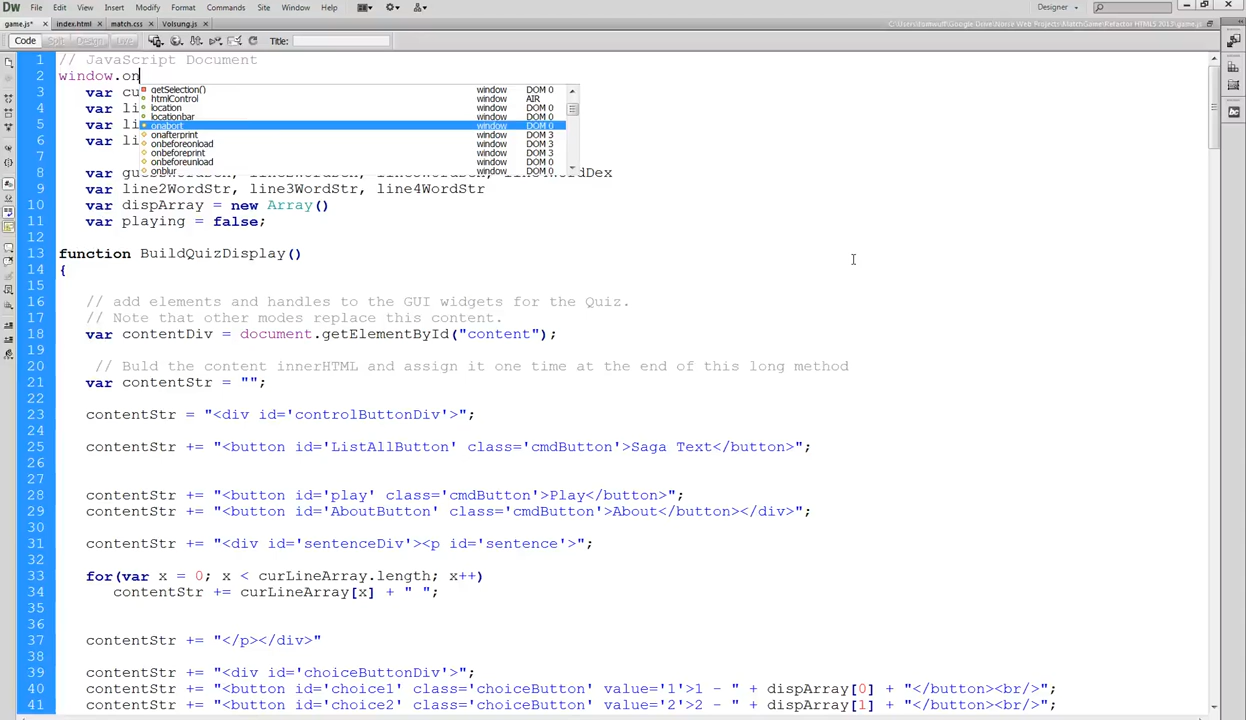 Dw File Edit View Insert Modify Format Commands Site Window Help Designer
game.js* × index.html × match.css × Volsung.js ×
Code Split Design Live Title:
1 // JavaScript Document
2 window.on
getSelection() window DOM 0
htmlControl window AIR
location window DOM 0
locationbar window DOM 0
onabort window DOM 0
onafterprint window DOM 3
onbeforeonload window DOM 3
onbeforeprint window DOM 3
onbeforeunload window DOM 0
onblur window DOM 0
3 var cu
4 var li
5 var li
6 var li
7
8 var
9 var line2WordStr, line3WordStr, line4WordStr
10 var dispArray = new Array()
11 var playing = false;
12
13 function BuildQuizDisplay()
14 {
15
16 // add elements and handles to the GUI widgets for the Quiz.
17 // Note that other modes replace this content.
18 var contentDiv = document.getElementById("content");
19
20 // Buld the content innerHTML and assign it one time at the end of this long method
21 var contentStr = "";
22
23 contentStr = "<div id='controlButtonDiv'>";
24
25 contentStr += "<button id='ListAllButton' class='cmdButton'>Saga Text</button>";
26
27
28 contentStr += "<button id='play' class='cmdButton'>Play</button>";
29 contentStr += "<button id='AboutButton' class='cmdButton'>About</button></div>";
30
31 contentStr += "<div id='sentenceDiv'><p id='sentence'>";
32
33 for(var x = 0; x < curLineArray.length; x++)
34 contentStr += curLineArray[x] + " ";
35
36
37 contentStr += "</p></div>"
38
39 contentStr += "<div id='choiceButtonDiv'>";
40 contentStr += "<button id='choice1' class='choiceButton' value='1'>1 - " + dispArray[0] + "</button><br/>";
41 contentStr += "<button id='choice2' class='choiceButton' value='2'>2 - " + dispArray[1] + "</button><br/>";